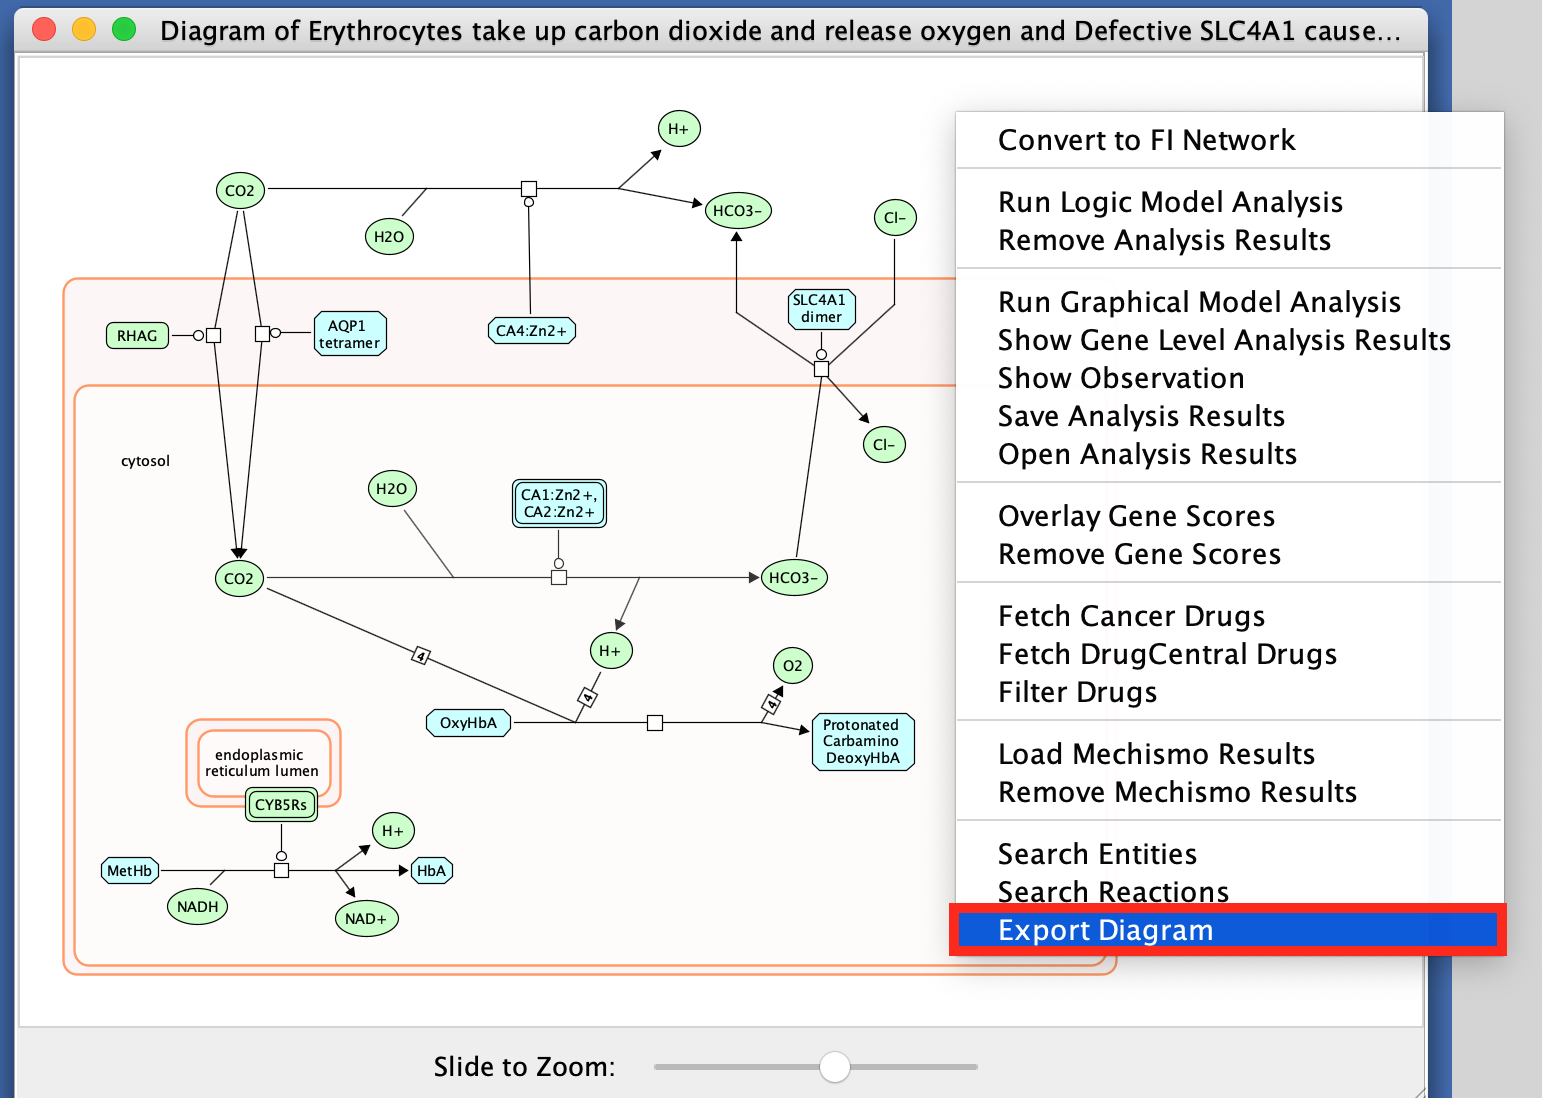 Diagram of Erythrocytes take up carbon dioxide and release oxygen and Defective SLC4A1 cause...
H+
CO2
HCO3-
Cl-
H2O
RHAG
AQP1
tetramer
CA4:Zn2+
SLC4A1
dimer
Cl-
cytosol
H2O
CA1:Zn2+,
CA2:Zn2+
CO2
HCO3-
4
H+
O2
4
4
OxyHbA
Protonated
Carbamino
DeoxyHbA
endoplasmic
reticulum lumen
CYB5Rs
H+
MetHb
HbA
NADH
NAD+
Convert to FI Network
Run Logic Model Analysis
Remove Analysis Results
Run Graphical Model Analysis
Show Gene Level Analysis Results
Show Observation
Save Analysis Results
Open Analysis Results
Overlay Gene Scores
Remove Gene Scores
Fetch Cancer Drugs
Fetch DrugCentral Drugs
Filter Drugs
Load Mechismo Results
Remove Mechismo Results
Search Entities
Search Reactions
Export Diagram
Slide to Zoom: